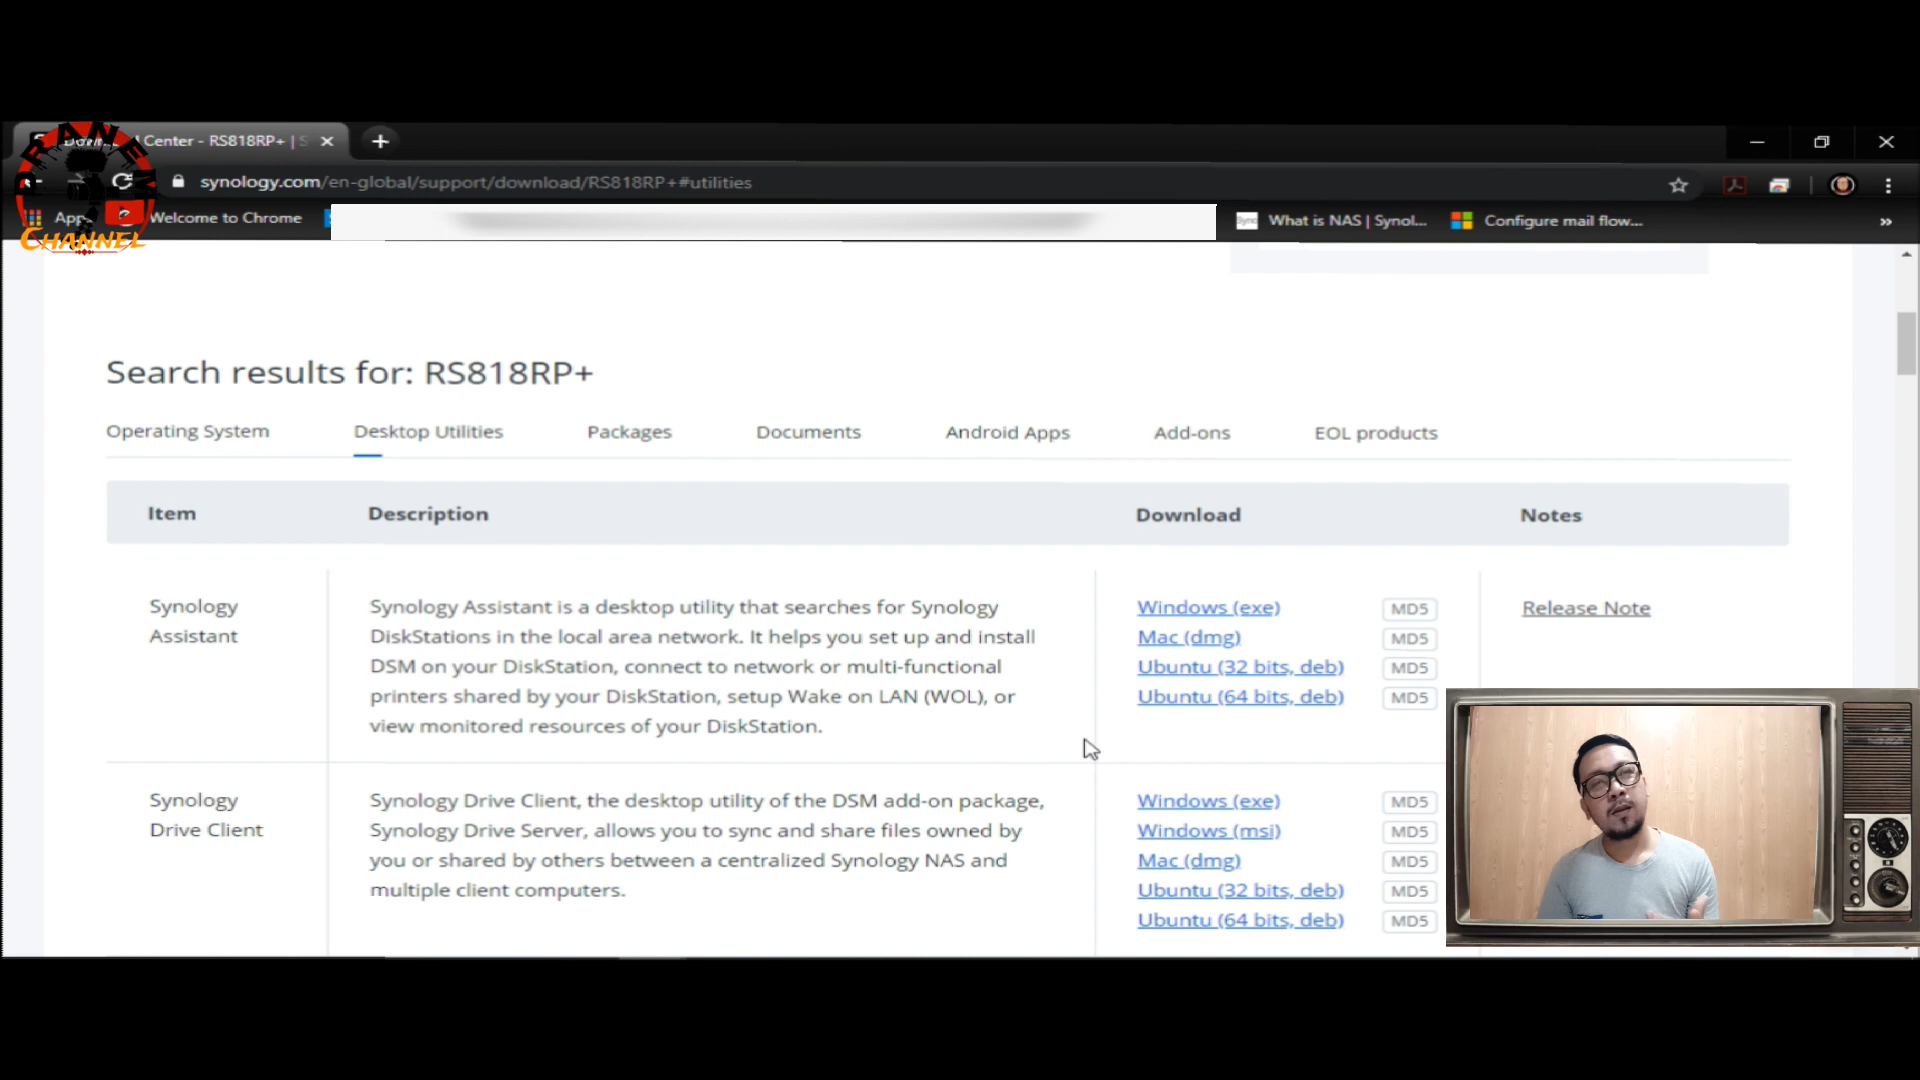 Center - RS818RP+ | S
synology.com/en-global/support/download/RS818RP+#utilities
Welcome to Chrome
What is NAS | Synol...
Configure mail flow...
CHANNEL
Search results for: RS818RP+
Operating System
Desktop Utilities
Packages
Documents
Android Apps
Add-ons
EOL products
Item
Description
Download
Notes
Synology
Assistant
Synology Assistant is a desktop utility that searches for Synology
DiskStations in the local area network. It helps you set up and install
DSM on your DiskStation, connect to network or multi-functional
printers shared by your DiskStation, setup Wake on LAN (WOL), or
view monitored resources of your DiskStation.
Windows (exe) MD5
Mac (dmg) MD5
Ubuntu (32 bits, deb) MD5
Ubuntu (64 bits, deb) MD5
Release Note
Synology
Drive Client
Synology Drive Client, the desktop utility of the DSM add-on package,
Synology Drive Server, allows you to sync and share files owned by
you or shared by others between a centralized Synology NAS and
multiple client computers.
Windows (exe) MD5
Windows (msi) MD5
Mac (dmg) MD5
Ubuntu (32 bits, deb) MD5
Ubuntu (64 bits, deb) MD5